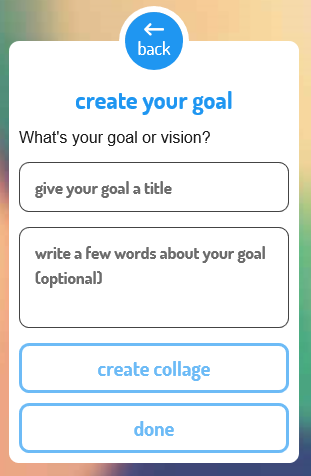 back
create your goal
What's your goal or vision?
give your goal a title
write a few words about your goal
(optional)
create collage
done